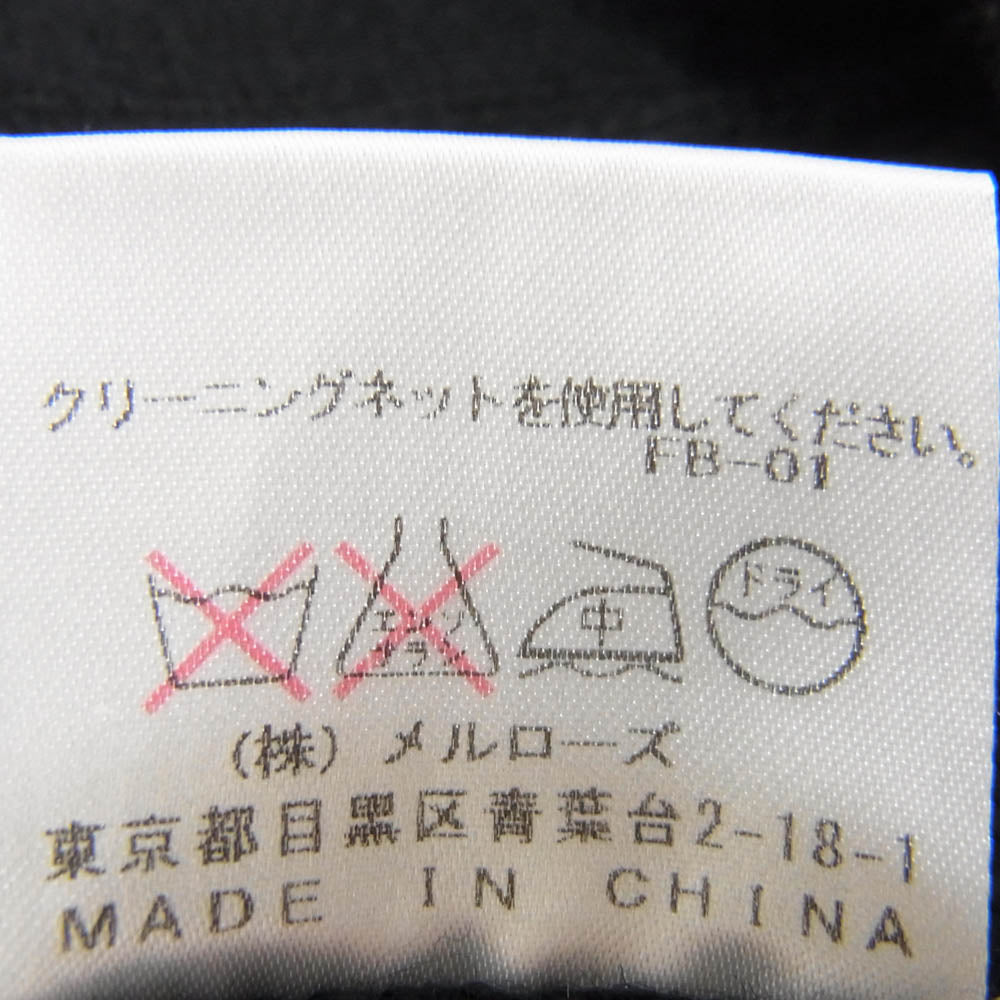 クリーニングネットを使用してください。
FB-01
エンソ サラシ 中 ドライ
(株) メルローズ
東京都目黒区青葉台2-18-1
MADE IN CHINA